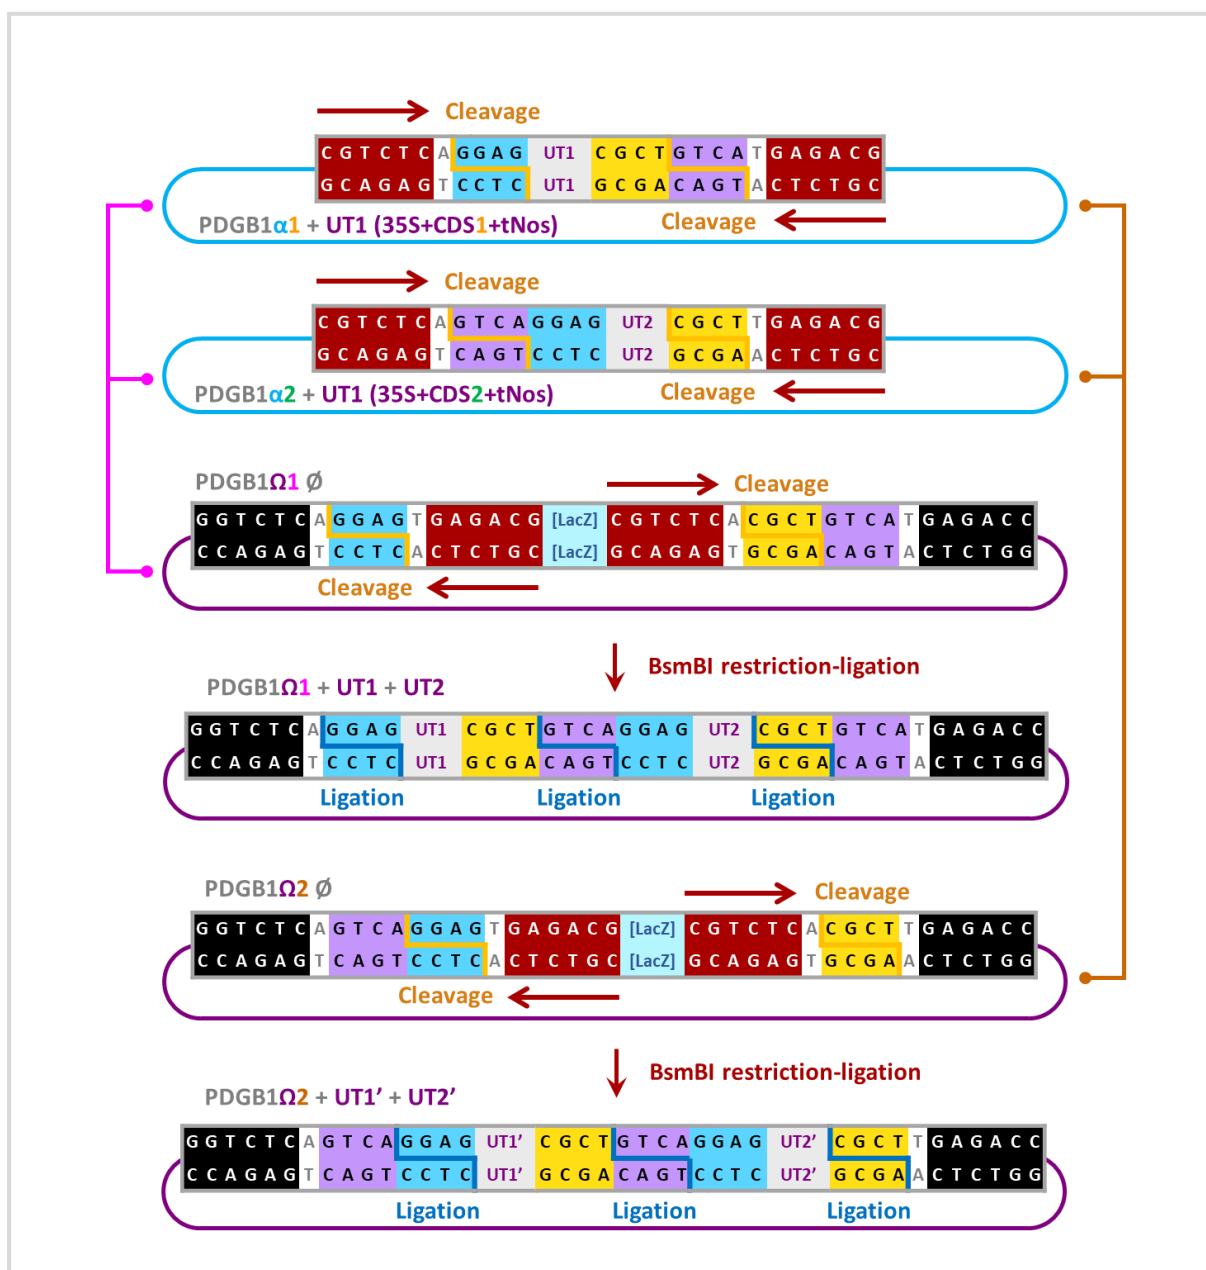 Cleavage
C G T C T C A G G A G UT1 C G C T G T C A T G A G A C G
G C A G A G T C C T C UT1 G C G A C A G T A C T C T G C
PDGB1α1 + UT1 (35S+CDS1+tNos) Cleavage
Cleavage
C G T C T C A G T C A G G A G UT2 C G C T T G A G A C G
G C A G A G T C A G T C C T C UT2 G C G A A C T C T G C
PDGB1α2 + UT1 (35S+CDS2+tNos) Cleavage
PDGB1Ω1 Ø Cleavage
G G T C T C A G G A G T G A G A C G [LacZ] C G T C T C A C G C T G T C A T G A G A C C
C C A G A G T C C T C A C T C T G C [LacZ] G C A G A G T G C G A C A G T A C T C T G G
Cleavage
BsmBI restriction-ligation
PDGB1Ω1 + UT1 + UT2
G G T C T C A G G A G UT1 C G C T G T C A G G A G UT2 C G C T G T C A T G A G A C C
C C A G A G T C C T C UT1 G C G A C A G T C C T C UT2 G C G A C A G T A C T C T G G
Ligation Ligation Ligation
PDGB1Ω2 Ø Cleavage
G G T C T C A G T C A G G A G T G A G A C G [LacZ] C G T C T C A C G C T T G A G A C C
C C A G A G T C A G T C C T C A C T C T G C [LacZ] G C A G A G T G C G A A C T C T G G
Cleavage
BsmBI restriction-ligation
PDGB1Ω2 + UT1’ + UT2’
G G T C T C A G T C A G G A G UT1’ C G C T G T C A G G A G UT2’ C G C T T G A G A C C
C C A G A G T C A G T C C T C UT1’ G C G A C A G T C C T C UT2’ G C G A A C T C T G G
Ligation Ligation Ligation